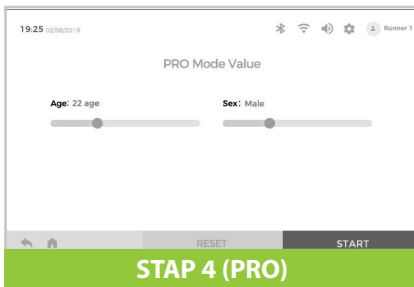 19:25 02/08/2019
Runner 1
PRO Mode Value
Age: 22 age
Sex: Male
RESET
START
STAP 4 (PRO)